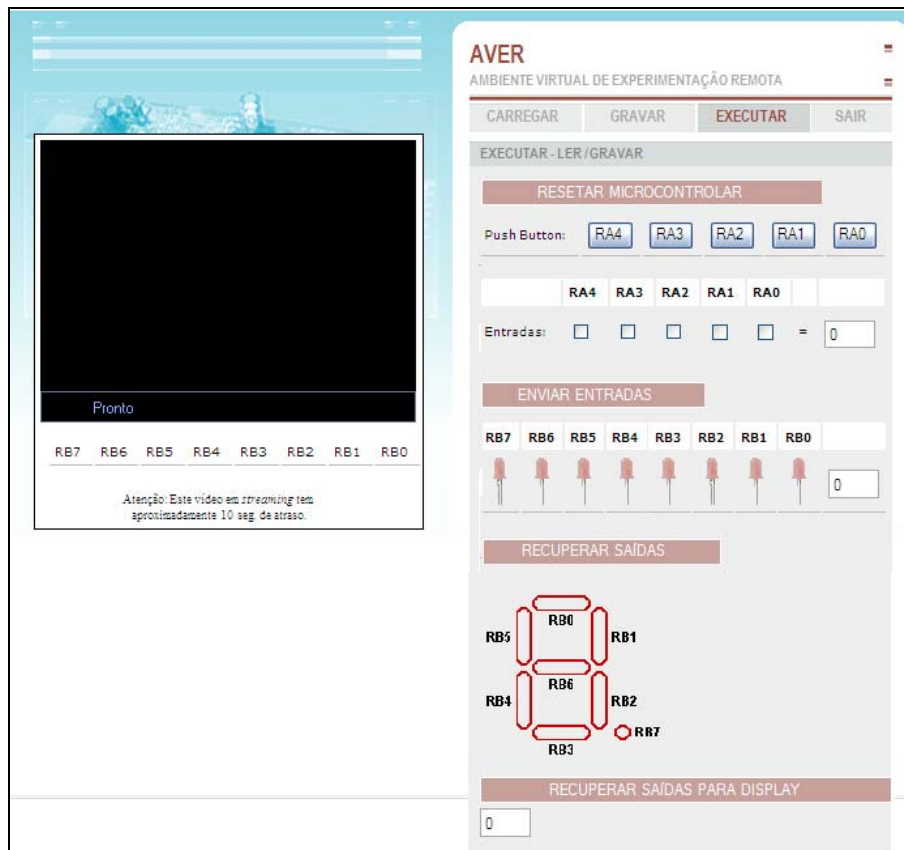 AVER
AMBIENTE VIRTUAL DE EXPERIMENTAÇÃO REMOTA
CARREGAR GRAVAR EXECUTAR SAIR
EXECUTAR - LER / GRAVAR
RESETAR MICROCONTROLAR
Push Button: RA4 RA3 RA2 RA1 RA0
RA4 RA3 RA2 RA1 RA0
Entradas: = 0
ENVIAR ENTRADAS
RB7 RB6 RB5 RB4 RB3 RB2 RB1 RB0
0
RECUPERAR SAÍDAS
RB0
RB5 RB1
RB6
RB4 RB2
RB7
RB3
RECUPERAR SAÍDAS PARA DISPLAY
0
Pronto
RB7 RB6 RB5 RB4 RB3 RB2 RB1 RB0
Atenção: Este vídeo em streaming tem
aproximadamente 10 seg. de atraso.